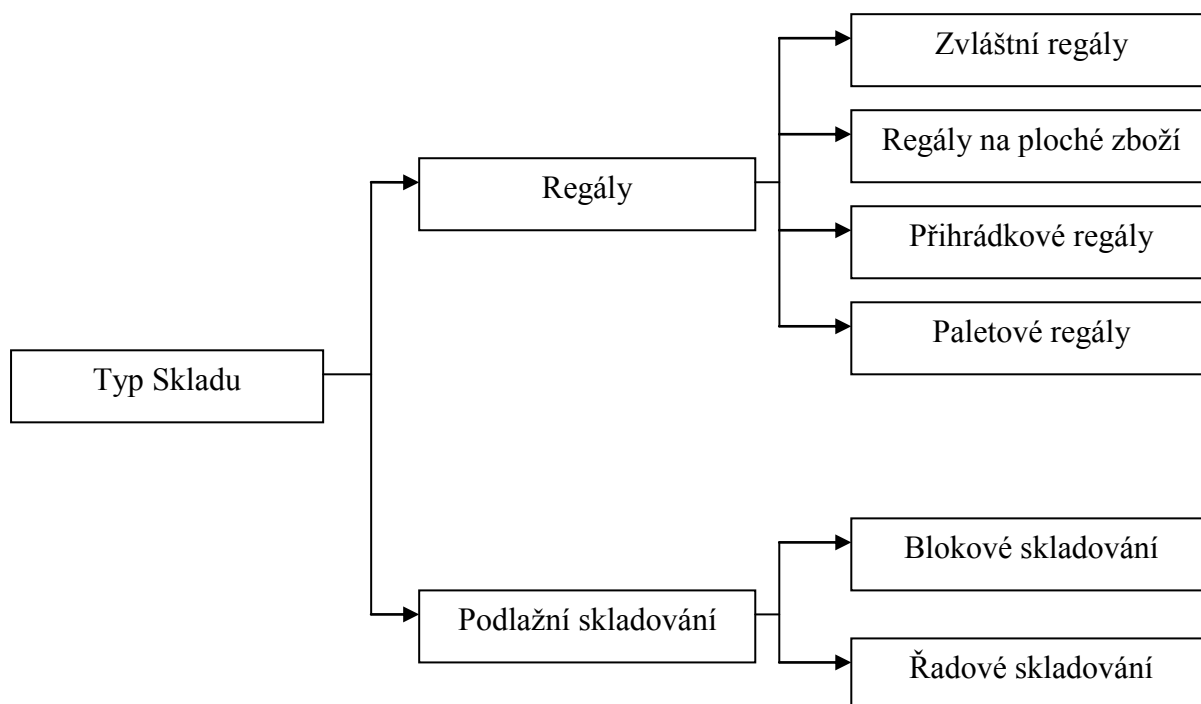 Zvláštní regály
Regály na ploché zboží
Regály
Přihrádkové regály
Paletové regály
Typ Skladu
Blokové skladování
Podlažní skladování
Řadové skladování